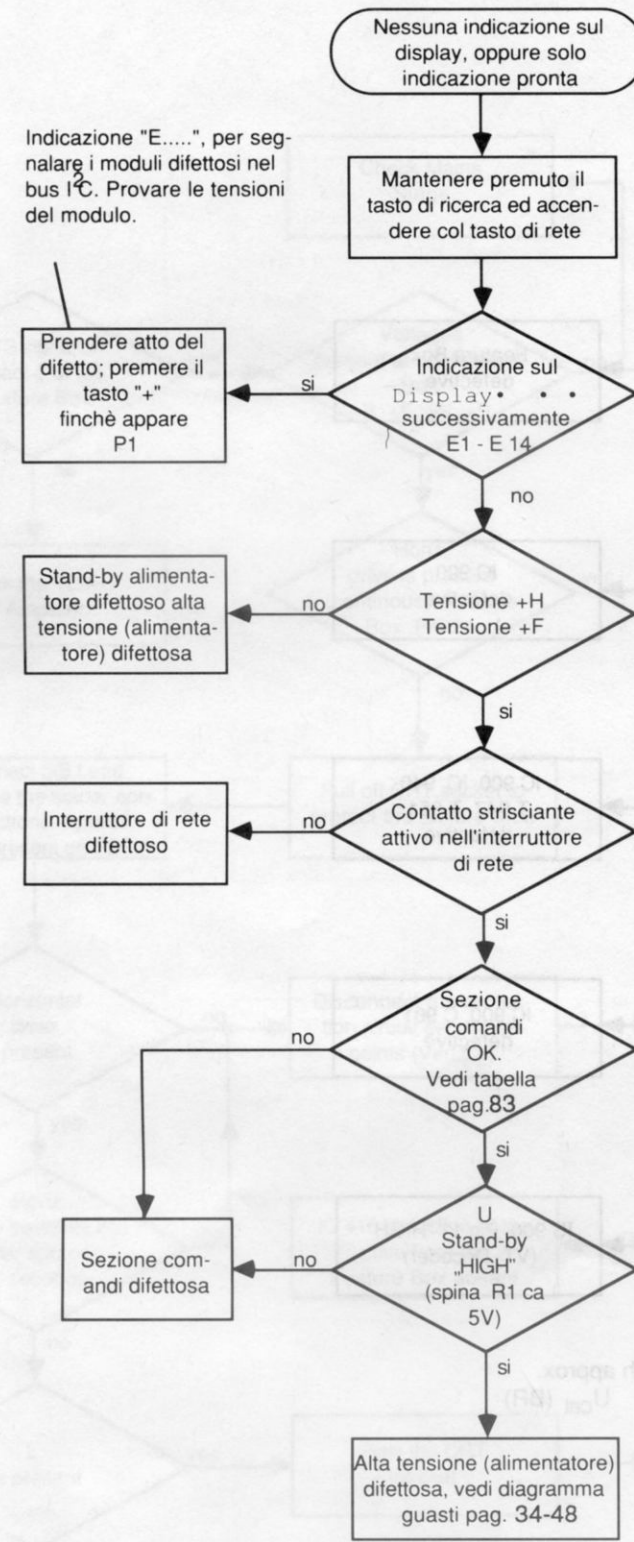 Nessuna indicazione sul
display, oppure solo
indicazione pronta
Indicazione "E.....", per seg-
nalare i moduli difettosi nel
bus I²C. Provare le tensioni
del modulo.
Mantenere premuto il
tasto di ricerca ed accen-
dere col tasto di rete
Prendere atto del
difetto; premere il
tasto "+"
finchè appare
P1
si
Indicazione sul
Display• • •
successivamente
E1 - E 14
no
Stand-by alimenta-
tore difettoso alta
tensione (alimenta-
tore) difettosa
no
Tensione +H
Tensione +F
si
Interruttore di rete
difettoso
no
Contatto strisciante
attivo nell'interruttore
di rete
si
no
Sezione
comandi
OK.
Vedi tabella
pag.83
si
Sezione com-
andi difettosa
no
U
Stand-by
„HIGH"
(spina R1 ca
5V)
si
Alta tensione (alimentatore)
difettosa, vedi diagramma
guasti pag. 34-48